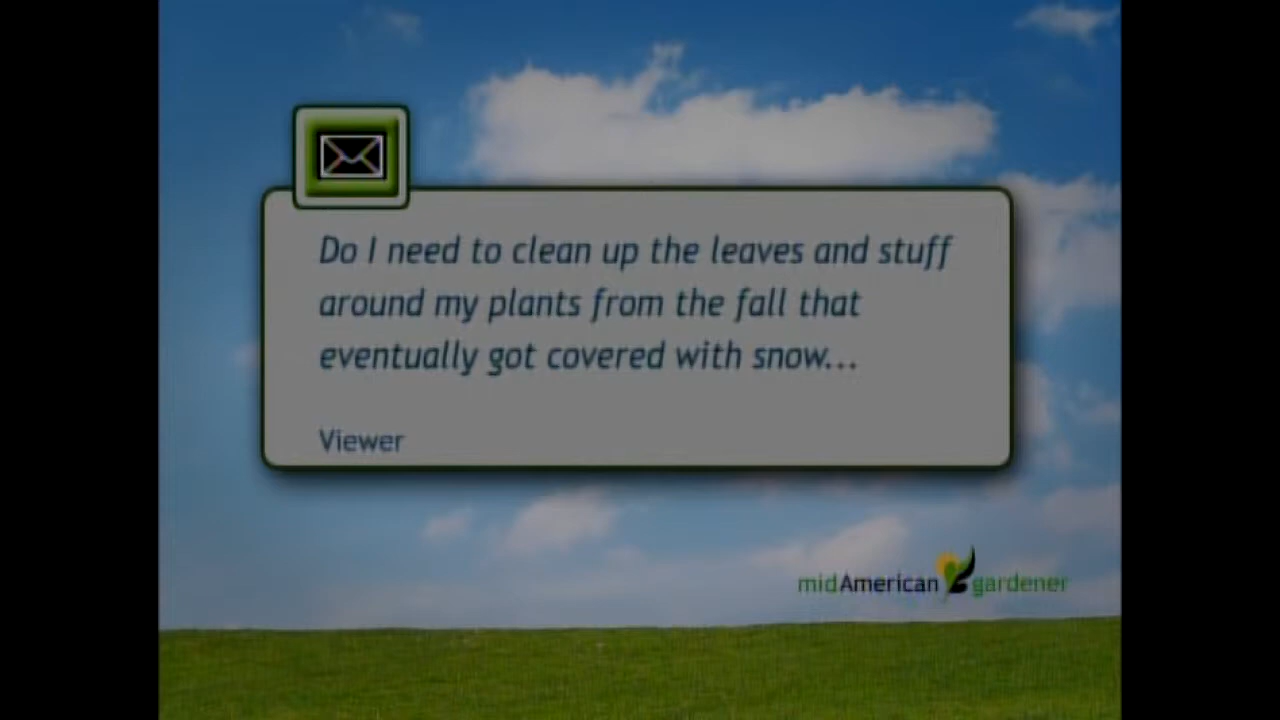 Do I need to clean up the leaves and stuff
around my plants from the fall that
eventually got covered with snow...
Viewer
midAmerican gardener